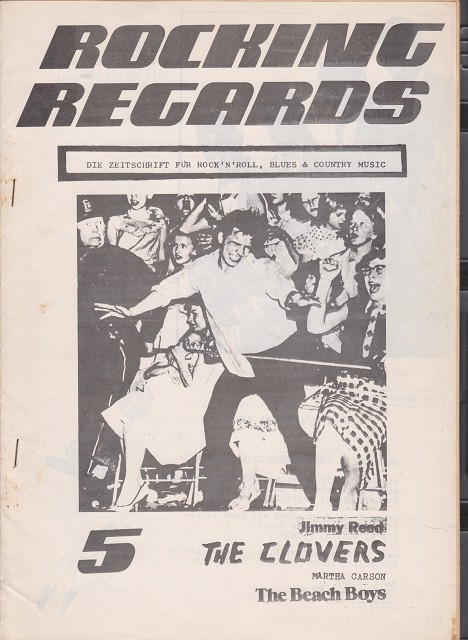 ROCKING
REGARDS
DIE ZEITSCHRIFT FÜR ROCK'N'ROLL, BLUES & COUNTRY MUSIC
5
Jimmy Reed
THE CLOVERS
MARTHA CARSON
The Beach Boys